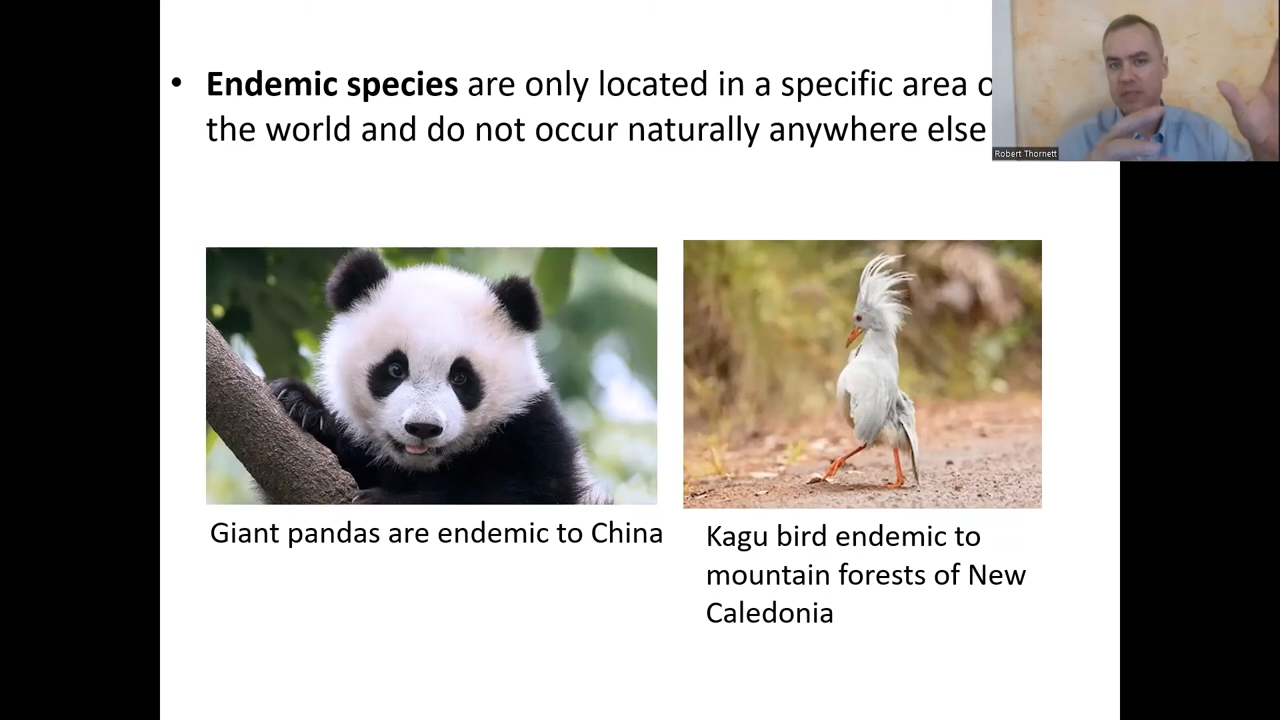 • Endemic species are only located in a specific area
the world and do not occur naturally anywhere else
Robert Thornett
Giant pandas are endemic to China
Kagu bird endemic to
mountain forests of New
Caledonia